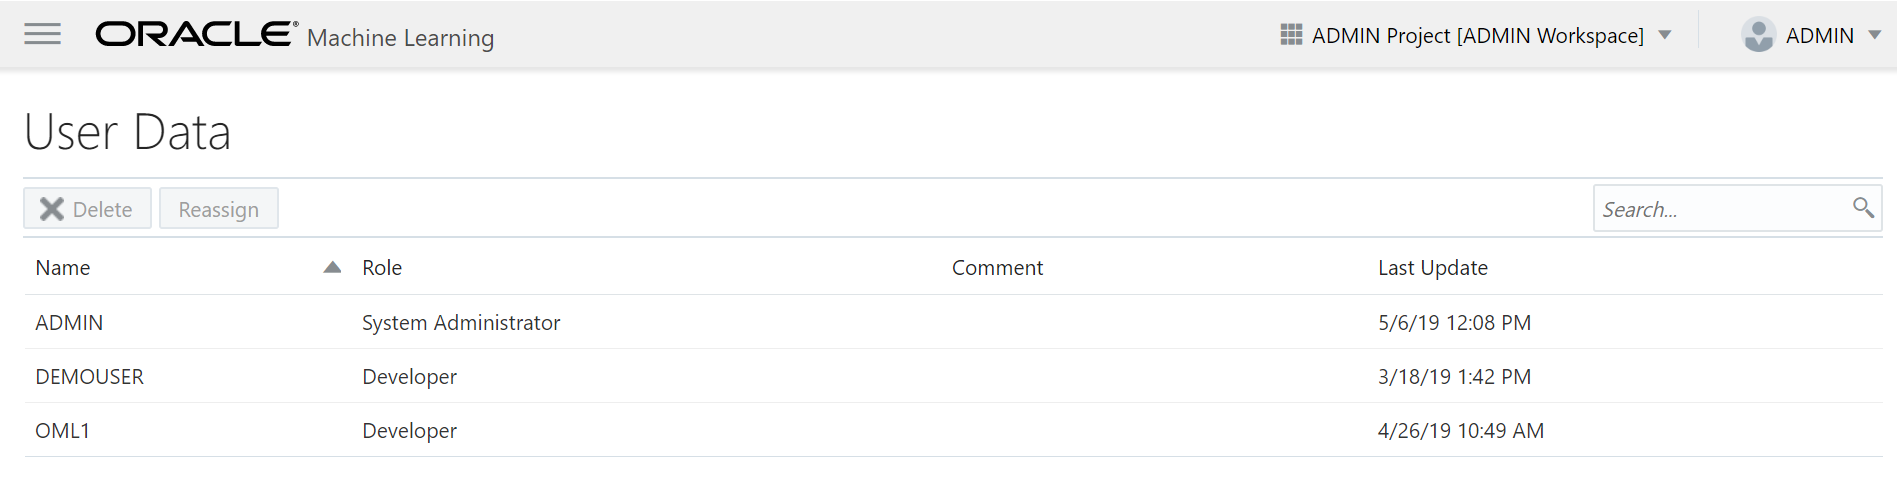 ORACLE® Machine Learning ADMIN Project [ADMIN Workspace] ADMIN
User Data
Delete Reassign Search...
Name Role Comment Last Update
ADMIN System Administrator 5/6/19 12:08 PM
DEMOUSER Developer 3/18/19 1:42 PM
OML1 Developer 4/26/19 10:49 AM